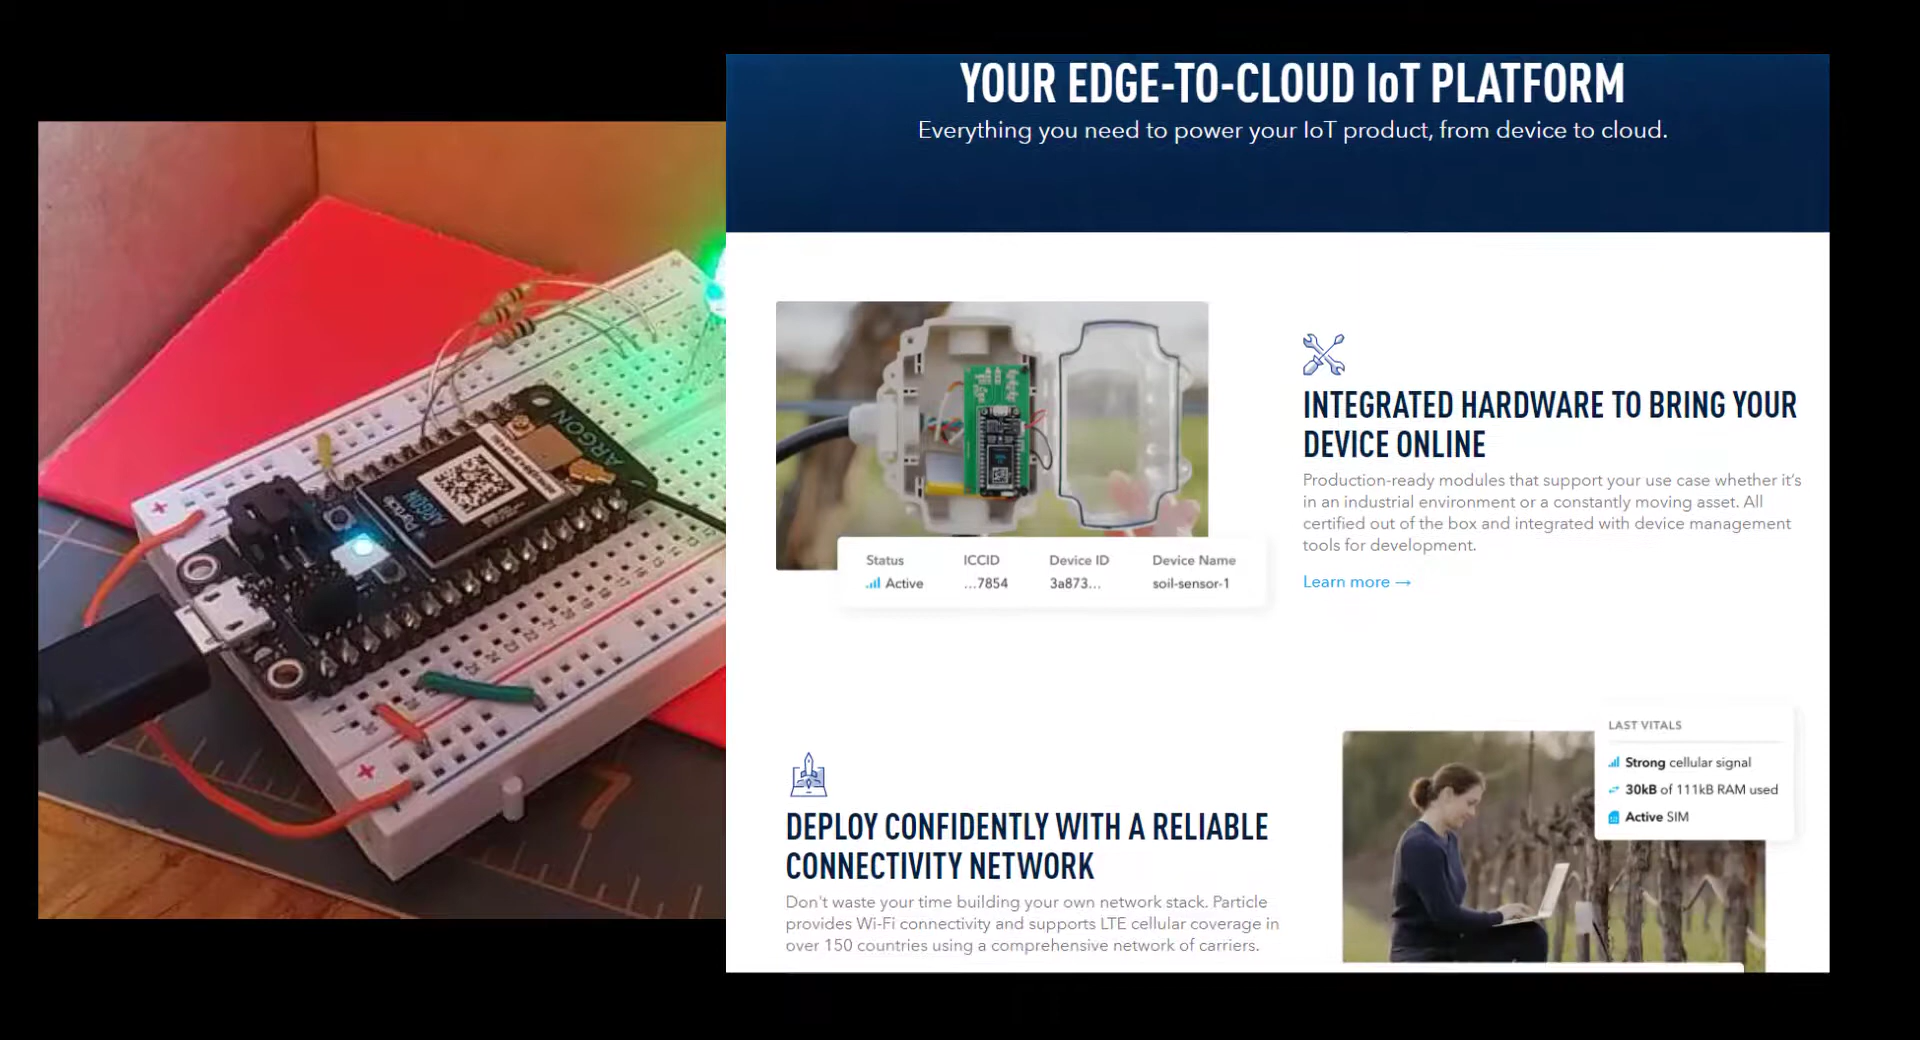 YOUR EDGE-TO-CLOUD IoT PLATFORM
Everything you need to power your IoT product, from device to cloud.
ARGON
Particle
ARGON
INTEGRATED HARDWARE TO BRING YOUR
DEVICE ONLINE
Production-ready modules that support your use case whether it's
in an industrial environment or a constantly moving asset. All
certified out of the box and integrated with device management
tools for development.
Learn more →
Status ICCID Device ID Device Name
Active ...7854 3a873... soil-sensor-1
LAST VITALS
Strong cellular signal
30kB of 111kB RAM used
Active SIM
DEPLOY CONFIDENTLY WITH A RELIABLE
CONNECTIVITY NETWORK
Don't waste your time building your own network stack. Particle
provides Wi-Fi connectivity and supports LTE cellular coverage in
over 150 countries using a comprehensive network of carriers.
7